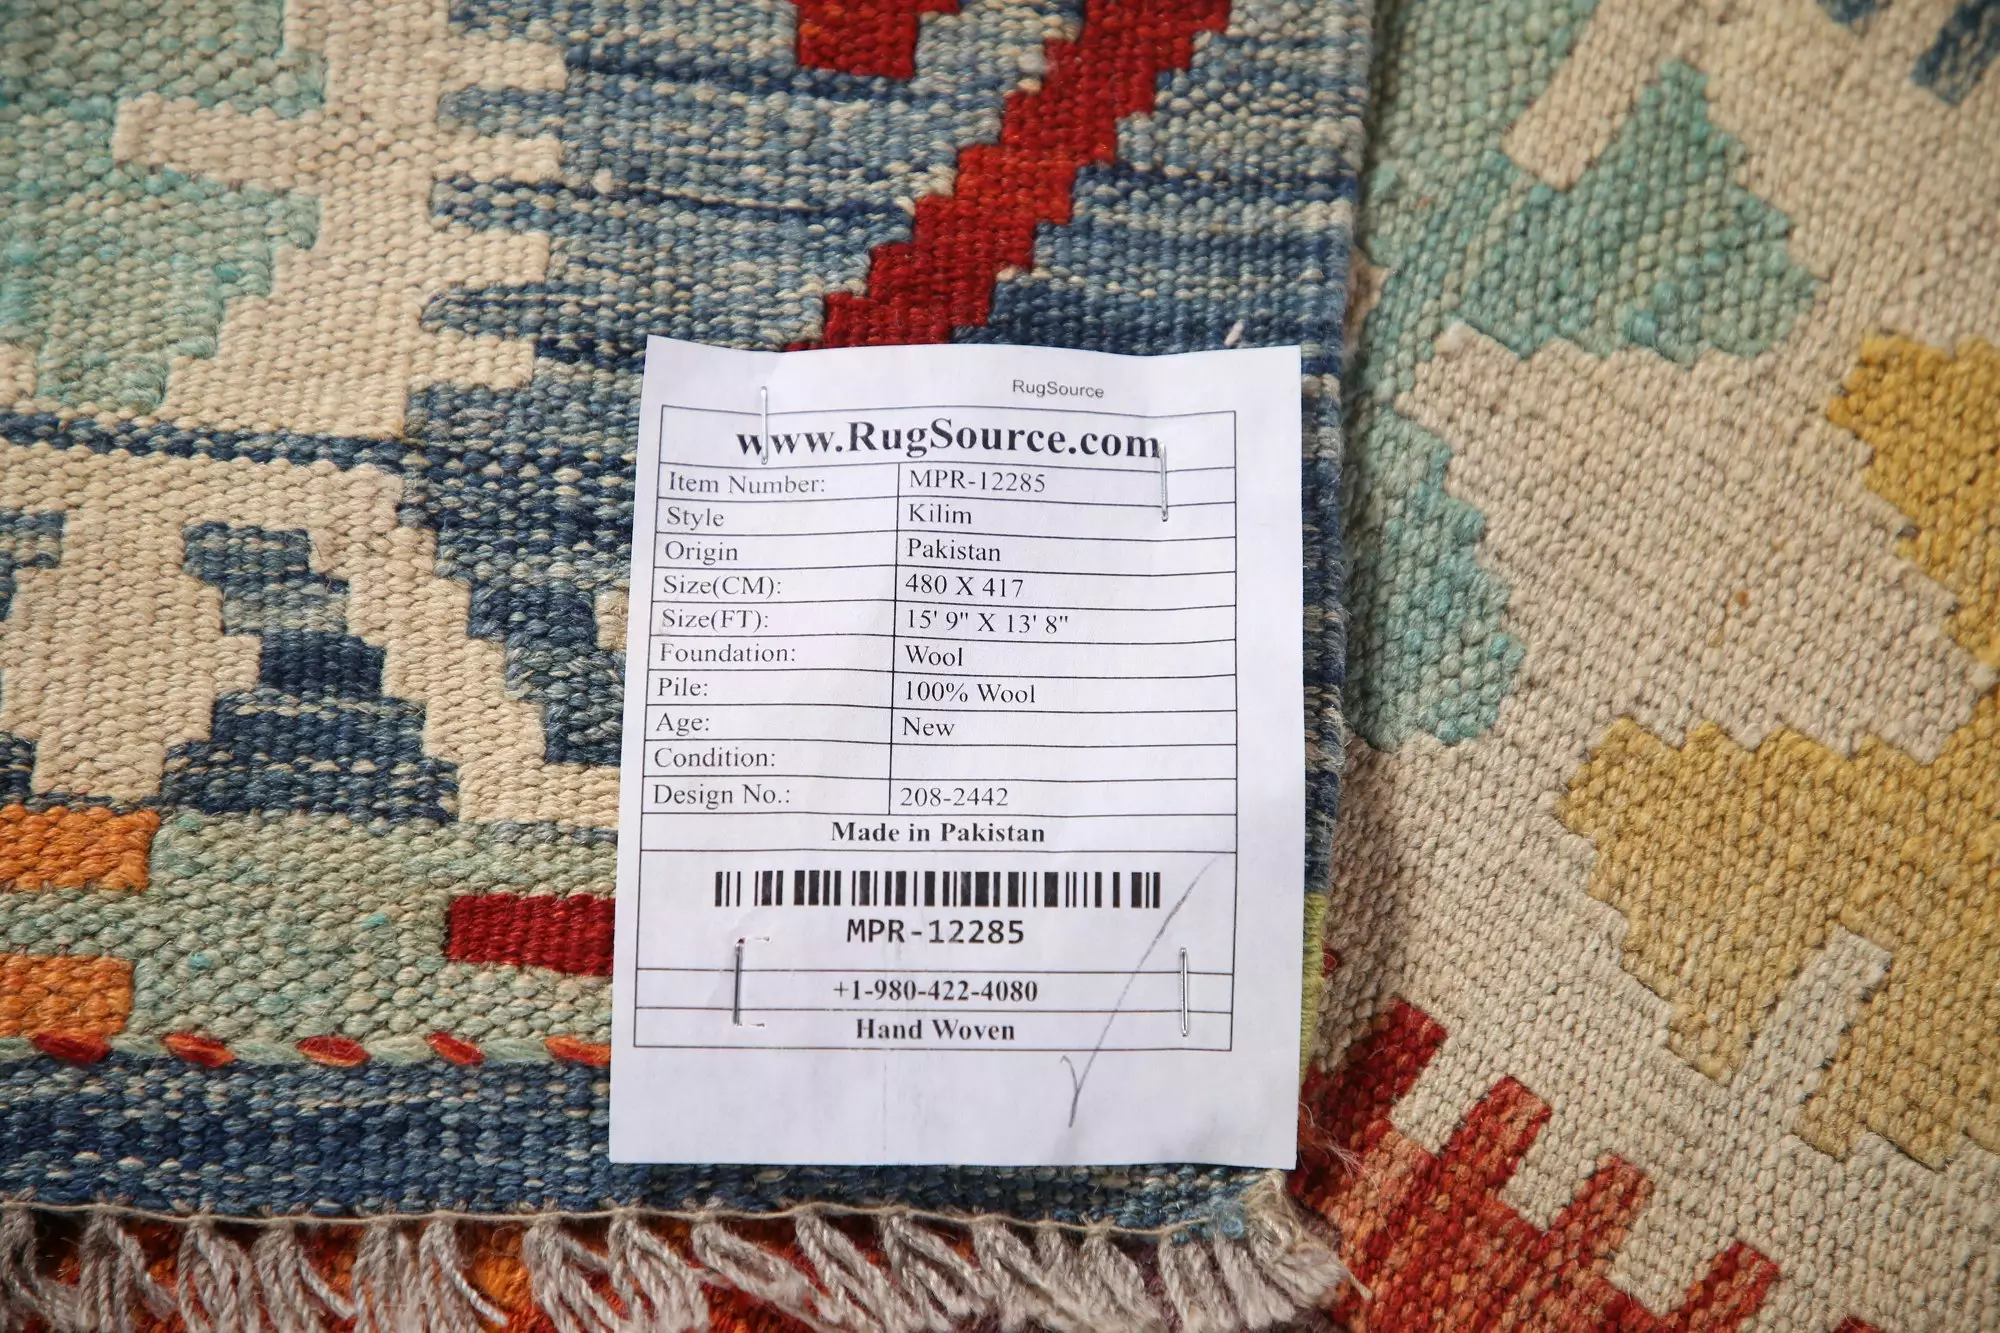 RugSource
www.RugSource.com
Item Number: MPR-12285
Style Kilim
Origin Pakistan
Size(CM): 480 X 417
Size(FT): 15' 9" X 13' 8"
Foundation: Wool
Pile: 100% Wool
Age: New
Condition:
Design No.: 208-2442
Made in Pakistan
MPR-12285
+1-980-422-4080
Hand Woven